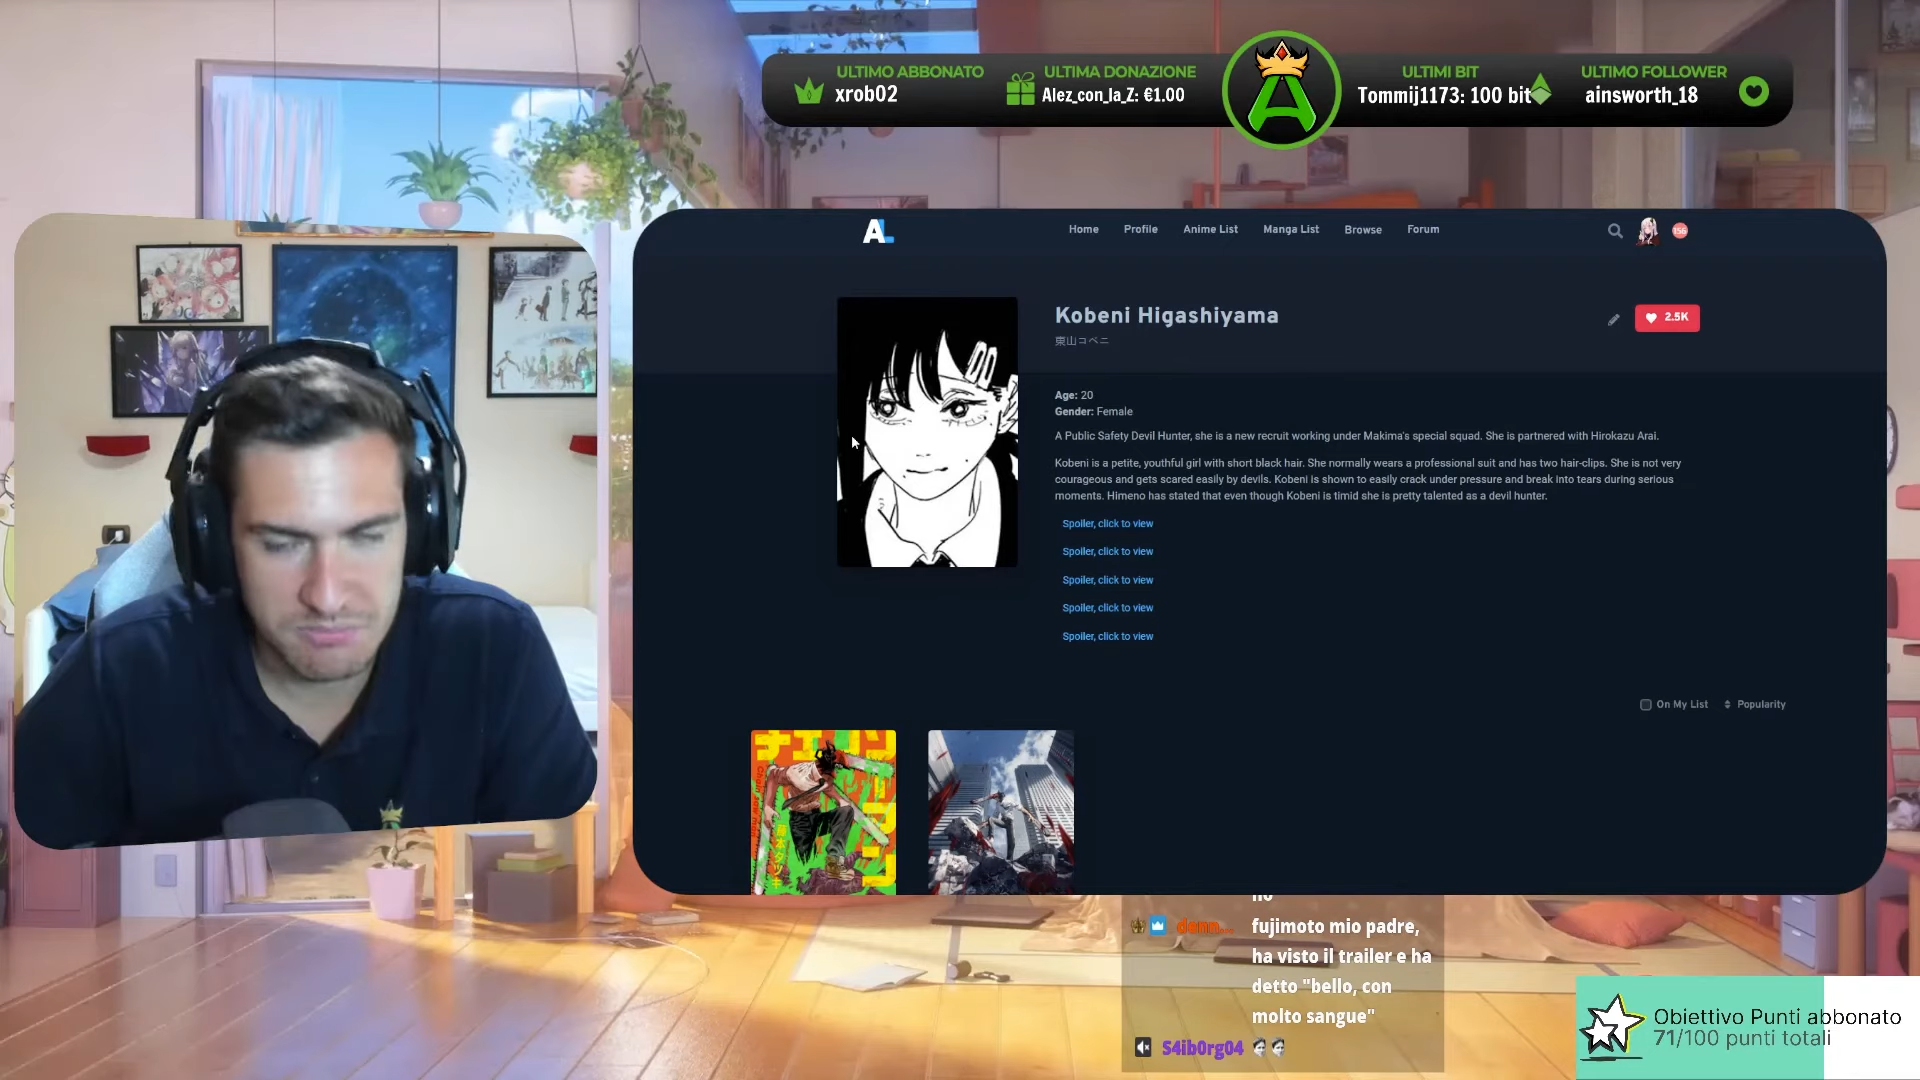 ULTIMO ABBONATO
xrob02
ULTIMA DONAZIONE
Alez_con_la_Z: €1.00
ULTIMI BIT
Tommij1173: 100 bit
ULTIMO FOLLOWER
ainsworth_18
Home
Profile
Anime List
Manga List
Browse
Forum
156
Kobeni Higashiyama
東山コベニ
2.5K
Age: 20
Gender: Female
A Public Safety Devil Hunter, she is a new recruit working under Makima's special squad. She is partnered with Hirokazu Arai.
Kobeni is a petite, youthful girl with short black hair. She normally wears a professional suit and has two hair-clips. She is not very
courageous and gets scared easily by devils. Kobeni is shown to easily crack under pressure and break into tears during serious
moments. Himeno has stated that even though Kobeni is timid she is pretty talented as a devil hunter.
Spoiler, click to view
Spoiler, click to view
Spoiler, click to view
Spoiler, click to view
Spoiler, click to view
On My List
Popularity
fujimoto mio padre,
ha visto il trailer e ha
detto "bello, con
molto sangue"
S4ib0rg04
Obiettivo Punti abbonato
71/100 punti totali